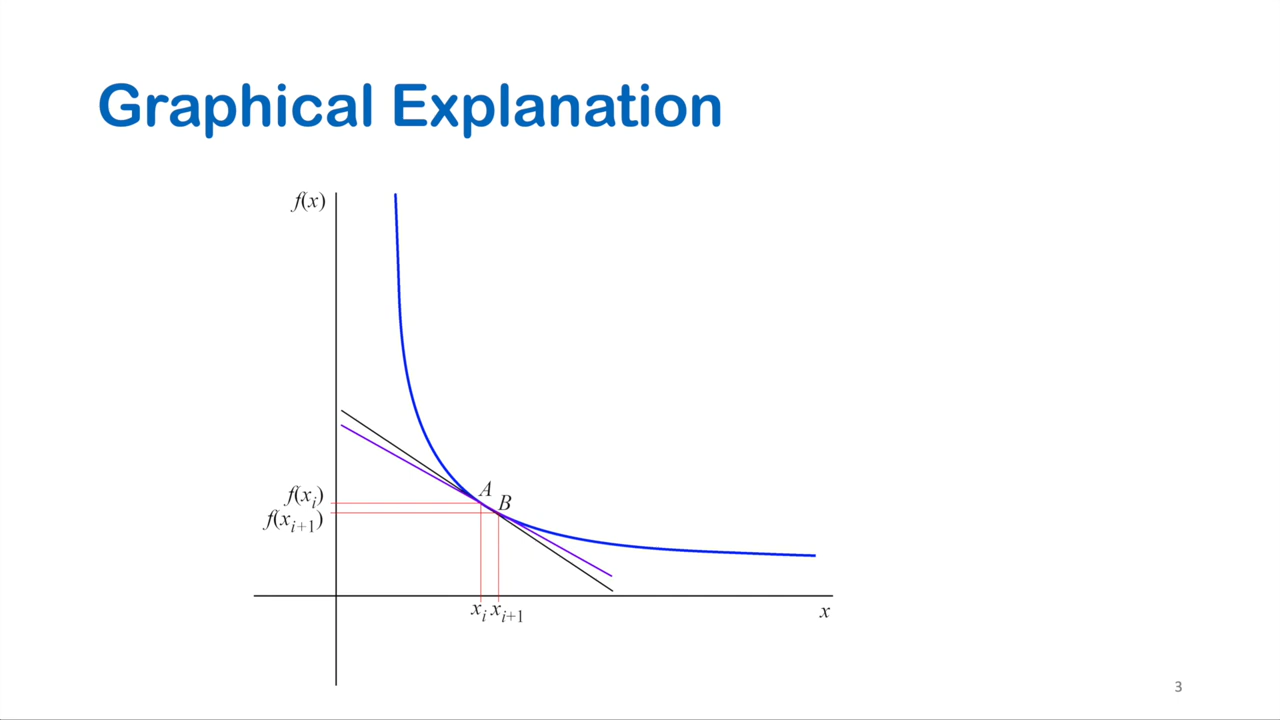 Graphical Explanation
f(x)
A
B
f(xᵢ)
f(xᵢ₊₁)
xᵢ xᵢ₊₁
x
3